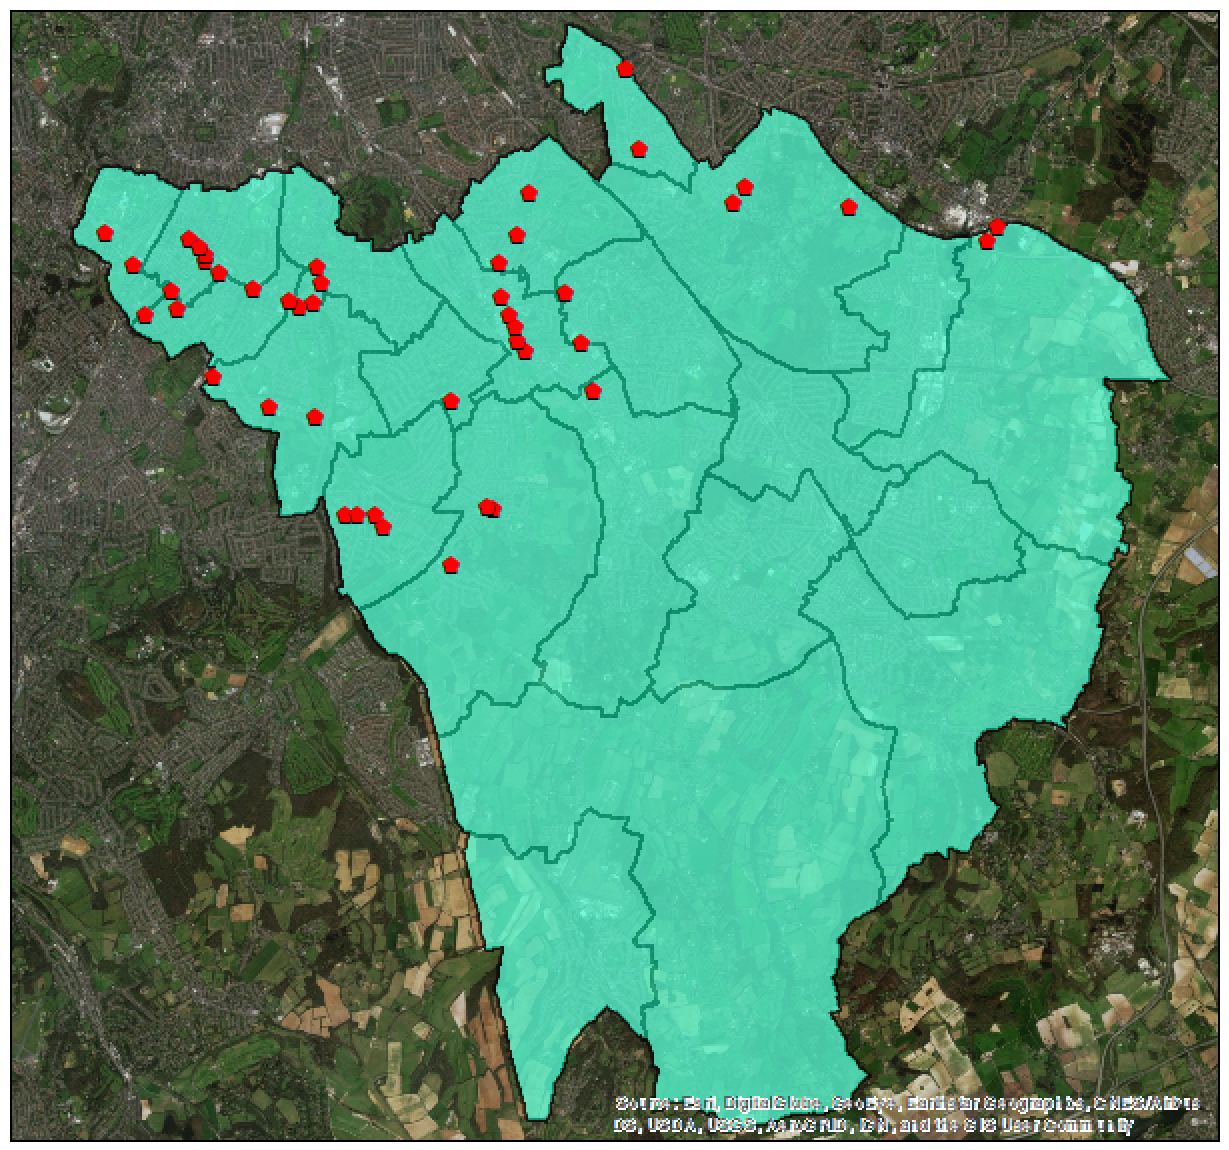 Source: Esri, DigitalGlobe, GeoEye, Earthstar Geographics, CNES/Airbus
DS, USDA, USGS, AeroGRID, IGN, and the GIS User Community